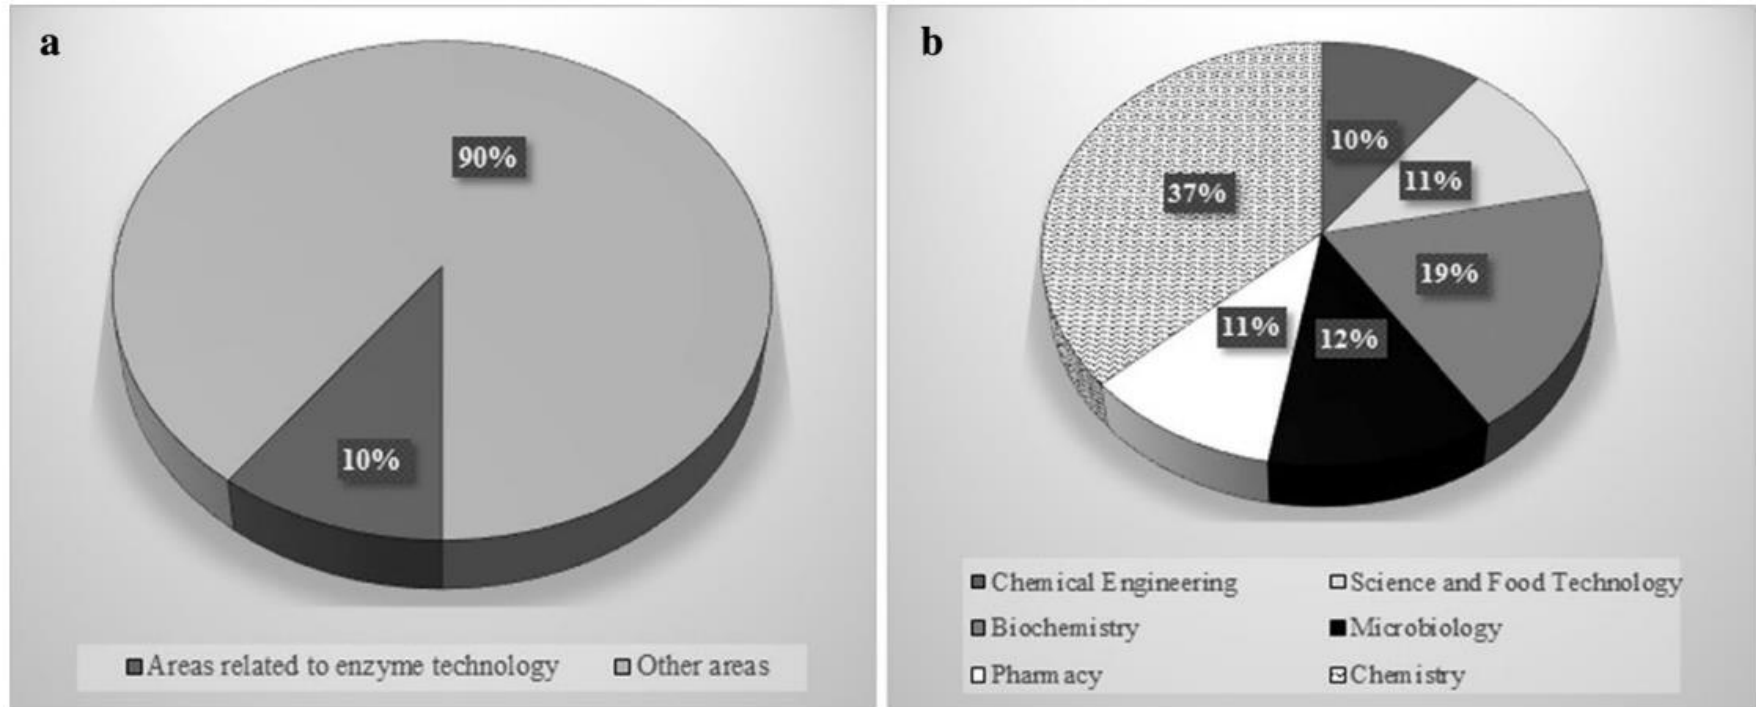 a
90%
10%
Areas related to enzyme technology
Other areas
b
10%
11%
37%
19%
11%
12%
Chemical Engineering
Science and Food Technology
Biochemistry
Microbiology
Pharmacy
Chemistry